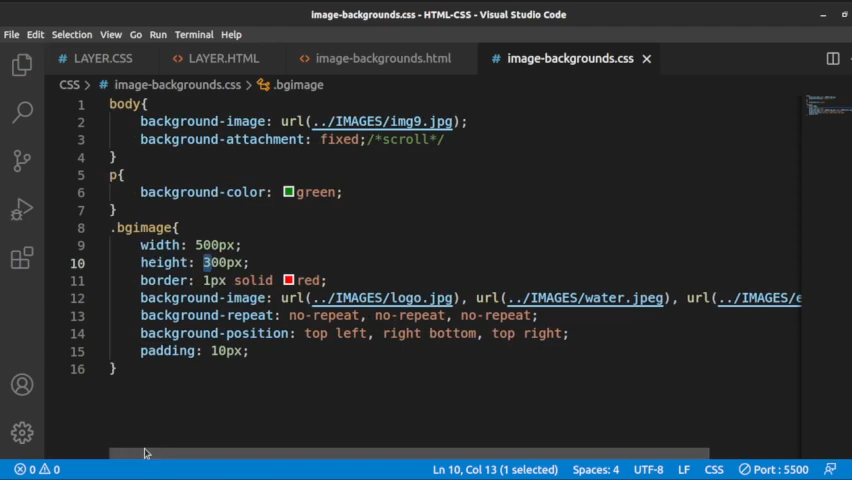 image-backgrounds.css - HTML-CSS - Visual Studio Code
File Edit Selection View Go Run Terminal Help
# LAYER.CSS <> LAYER.HTML <> image-backgrounds.html # image-backgrounds.css
CSS > # image-backgrounds.css > .bgimage
1 body{
2 background-image: url(../IMAGES/img9.jpg);
3 background-attachment: fixed;/*scroll*/
4 }
5 p{
6 background-color: green;
7 }
8 .bgimage{
9 width: 500px;
10 height: 300px;
11 border: 1px solid red;
12 background-image: url(../IMAGES/logo.jpg), url(../IMAGES/water.jpeg), url(../IMAGES/e
13 background-repeat: no-repeat, no-repeat, no-repeat;
14 background-position: top left, right bottom, top right;
15 padding: 10px;
16 }
0 0 Ln 10, Col 13 (1 selected) Spaces: 4 UTF-8 LF CSS Port : 5500